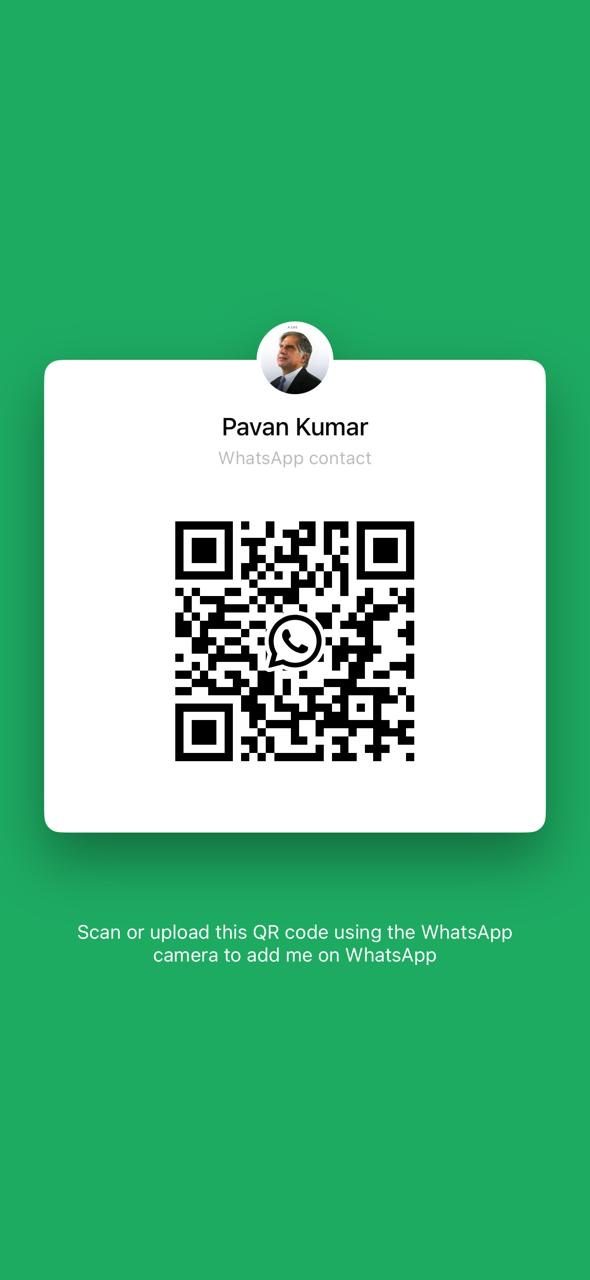 Pavan Kumar
WhatsApp contact
Scan or upload this QR code using the WhatsApp
camera to add me on WhatsApp